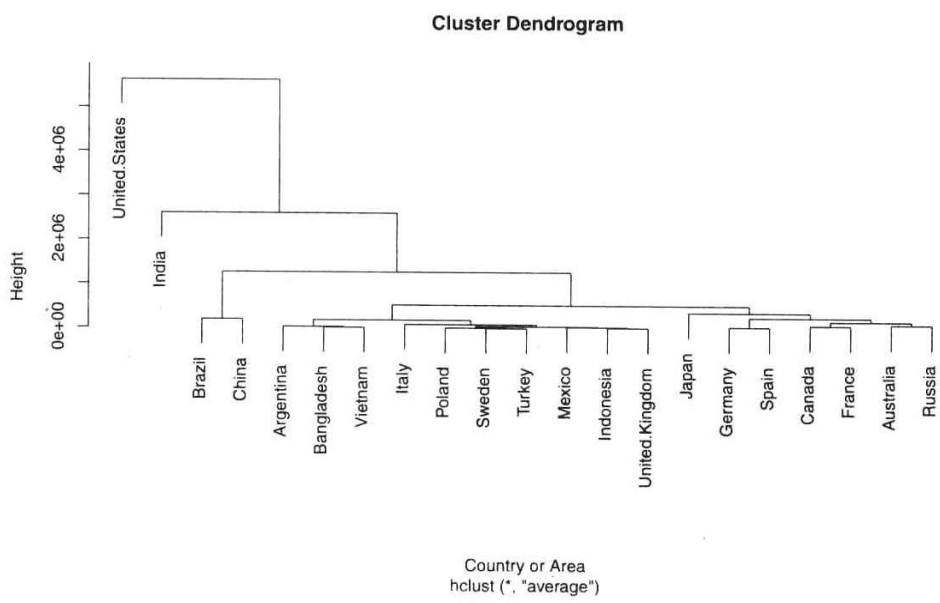 Cluster Dendrogram
Height
4e+06
2e+06
0e+00
United.States
India
Brazil
China
Argentina
Bangladesh
Vietnam
Italy
Poland
Sweden
Turkey
Mexico
Indonesia
United.Kingdom
Japan
Germany
Spain
Canada
France
Australia
Russia
Country or Area
hclust (*, "average")